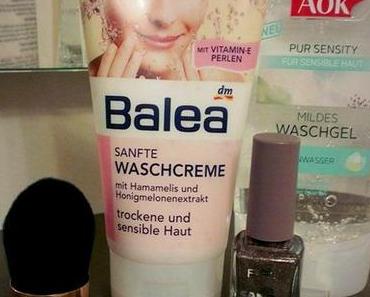 MIT VITAMIN-E
PERLEN
dm
Balea
SANFTE
WASCHCREME
mit Hamamelis und
Honigmelonenextrakt
trockene und
sensible Haut
AOK
PUR SENSITY
FÜR SENSIBLE HAUT
MILDES
WASCHGEL